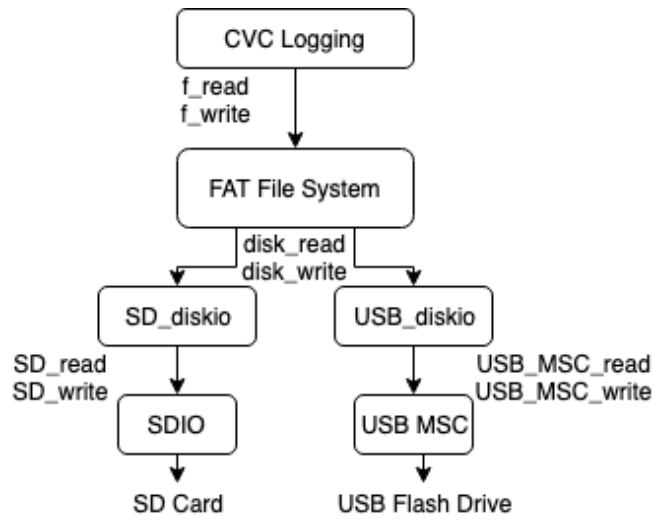 CVC Logging
f_read
f_write
FAT File System
disk_read
disk_write
SD_diskio
USB_diskio
SD_read
SD_write
USB_MSC_read
USB_MSC_write
SDIO
USB MSC
SD Card
USB Flash Drive